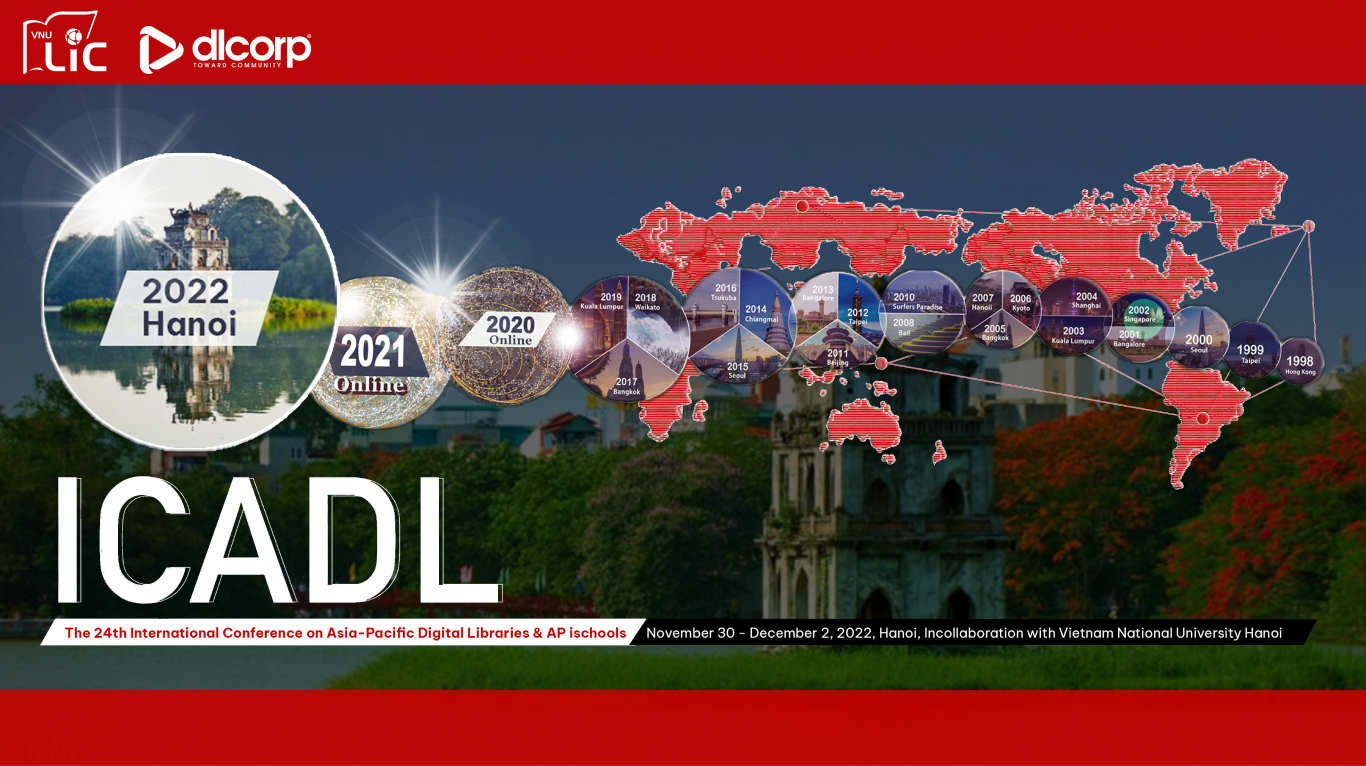 VNU
LiC
dlcorp®
TOWARD COMMUNITY
2022
Hanoi
2021
Online
2020
Online
2019
Kuala Lumpur
2018
Waikato
2017
Bangkok
2016
Tsukuba
2014
Chiangmai
2015
Seoul
2013
Bangalore
2012
Taipei
2011
Beijing
2010
Surfers Paradise
2008
Bali
2007
Hanoii
2006
Kyoto
2005
Bangkok
2004
Shanghai
2003
Kuala Lumpur
2002
Singapore
2001
Bangalore
2000
Seoul
1999
Taipei
1998
Hong Kong
ICADL
The 24th International Conference on Asia-Pacific Digital Libraries & AP ischools
November 30 - December 2, 2022, Hanoi, Incollaboration with Vietnam National University Hanoi